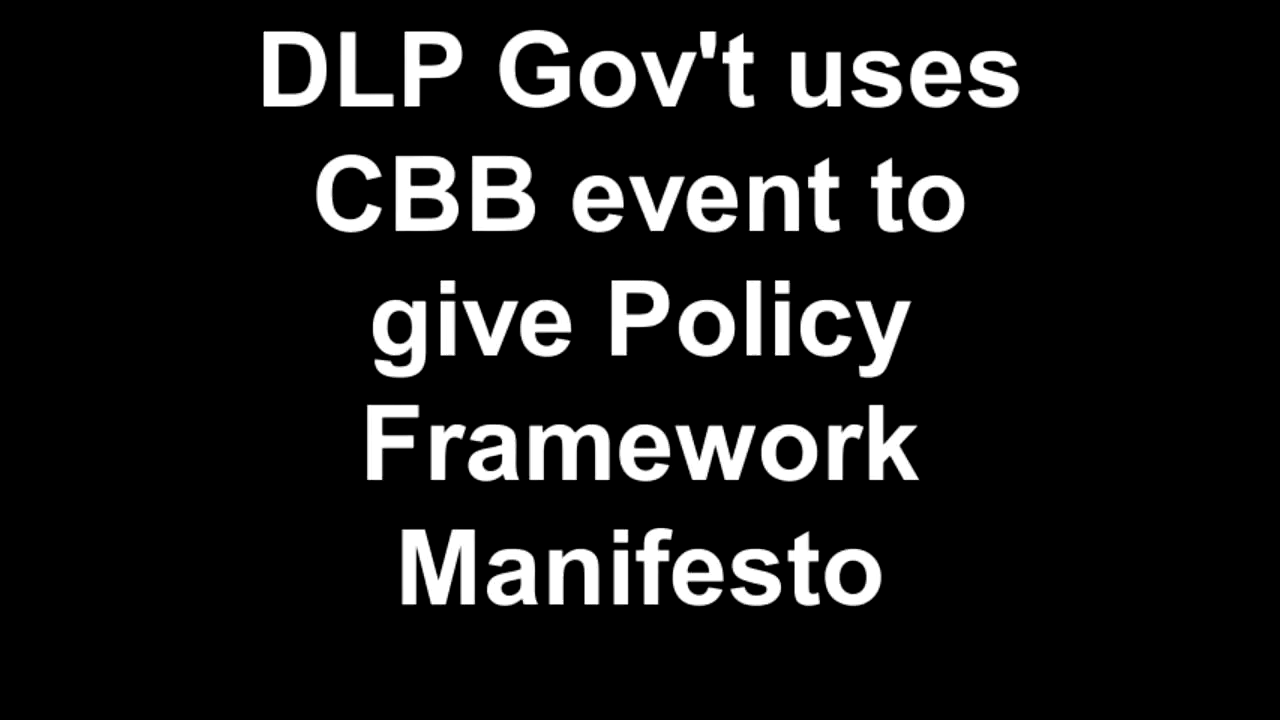 DLP Gov't uses
CBB event to
give Policy
Framework
Manifesto